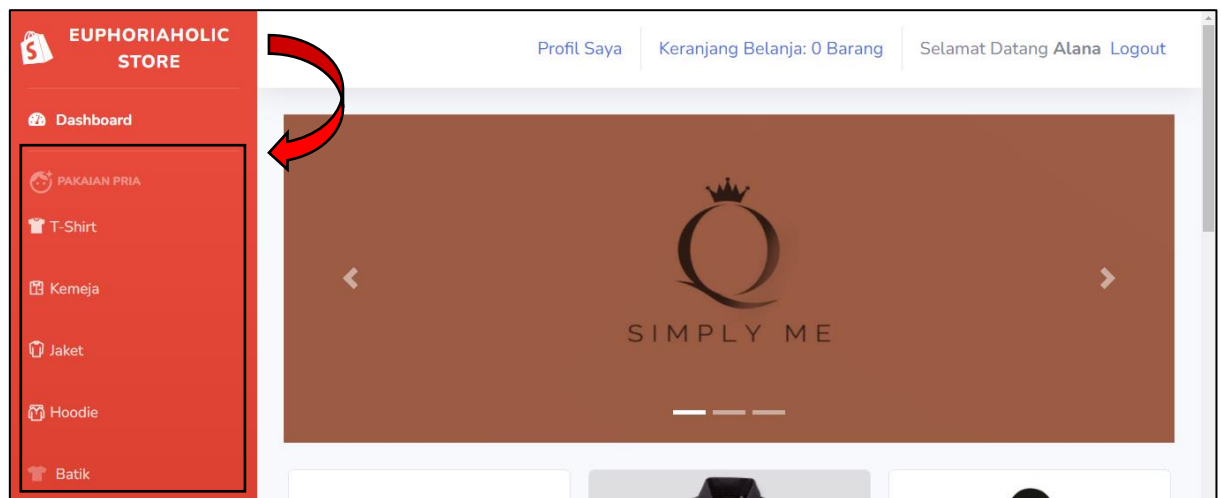 EUPHORIAHOLIC
STORE
Profil Saya
Keranjang Belanja: 0 Barang
Selamat Datang Alana Logout
Dashboard
PAKAIAN PRIA
T-Shirt
Kemeja
Jaket
Hoodie
Batik
Q
SIMPLY ME